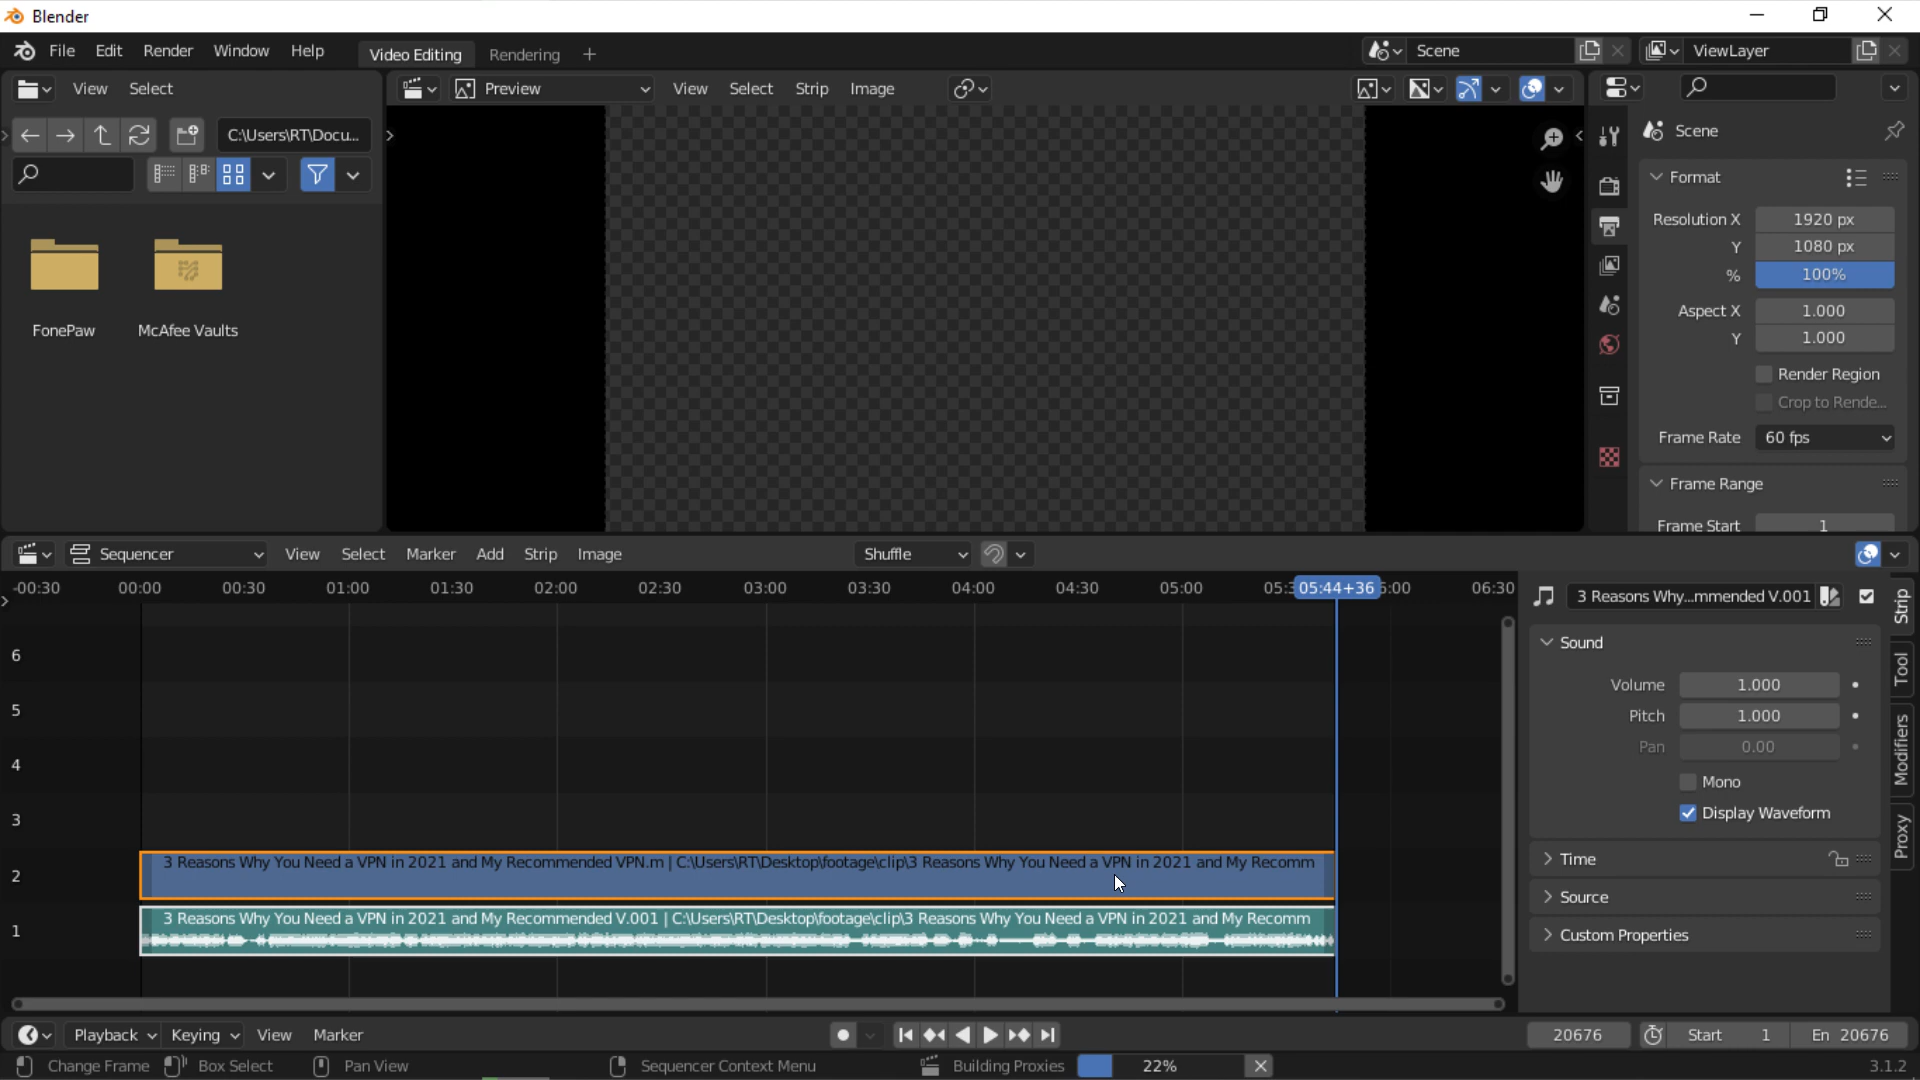 Blender
File Edit Render Window Help Video Editing Rendering + Scene ViewLayer
View Select Preview View Select Strip Image
C:\Users\RT\Docu... Scene
Format
Resolution X 1920 px
Y 1080 px
% 100%
FonePaw McAfee Vaults
Aspect X 1.000
Y 1.000
Render Region
Crop to Rende...
Frame Rate 60 fps
Frame Range
Frame Start 1
Sequencer View Select Marker Add Strip Image Shuffle
-00:30 00:00 00:30 01:00 01:30 02:00 02:30 03:00 03:30 04:00 04:30 05:00 05:3 05:44+36 5:00 06:30
3 Reasons Why...mmended V.001
Strip
Sound
6
Tool
Volume 1.000
5
Pitch 1.000
Pan 0.00
Modifiers
4
Mono
3
Display Waveform
Proxy
2 3 Reasons Why You Need a VPN in 2021 and My Recommended VPN.m | C:\Users\RT\Desktop\footage\clip\3 Reasons Why You Need a VPN in 2021 and My Recomm
Time
Source
1 3 Reasons Why You Need a VPN in 2021 and My Recommended V.001 | C:\Users\RT\Desktop\footage\clip\3 Reasons Why You Need a VPN in 2021 and My Recomm
Custom Properties
Playback Keying View Marker 20676 Start 1 En 20676
Change Frame Box Select Pan View Sequencer Context Menu Building Proxies 22% 3.1.2